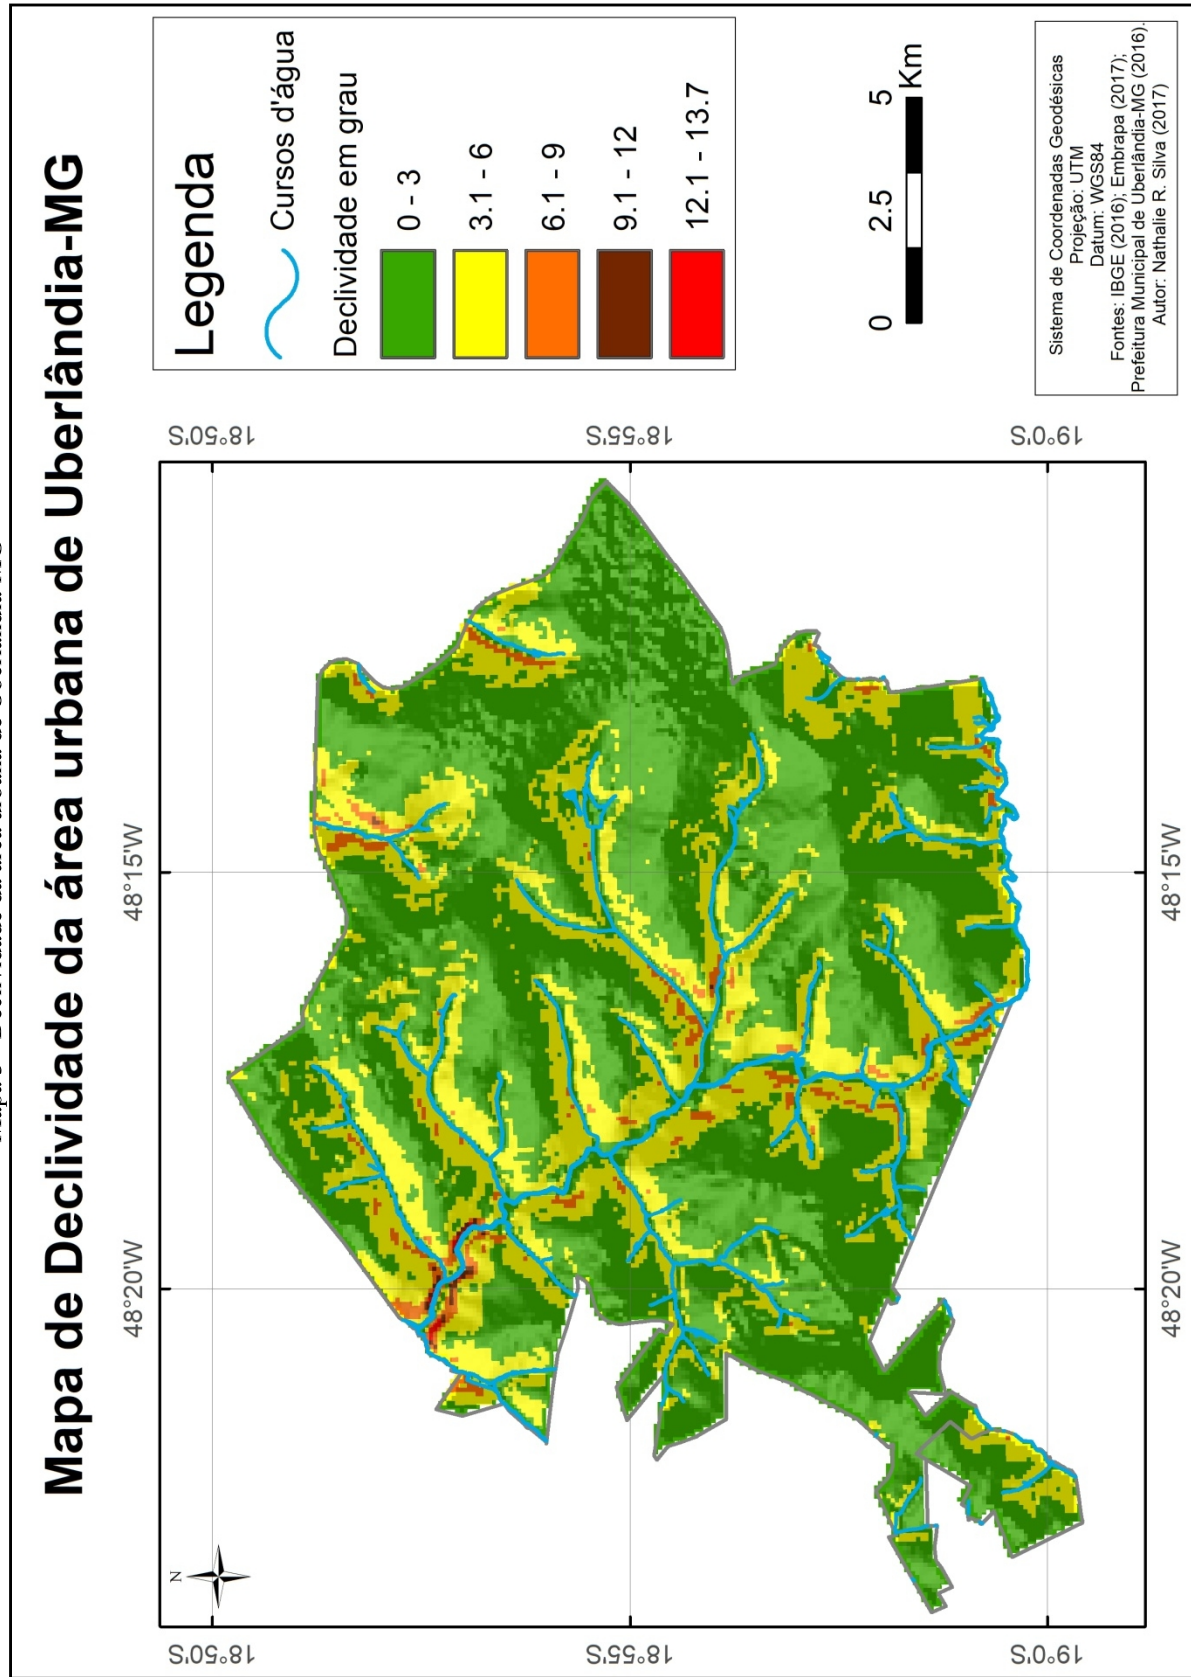 Mapa de Declividade da área urbana de Uberlândia-MG
N
48°20'W
48°15'W
18°50'S
18°50'S
18°55'S
18°55'S
19°0'S
19°0'S
48°20'W
48°15'W
Legenda
Cursos d'água
Declividade em grau
0 - 3
3.1 - 6
6.1 - 9
9.1 - 12
12.1 - 13.7
0 2.5 5
Km
Sistema de Coordenadas Geodésicas
Projeção: UTM
Datum: WGS84
Fontes: IBGE (2016); Embrapa (2017);
Prefeitura Municipal de Uberlândia-MG (2016).
Autor: Nathalie R. Silva (2017)